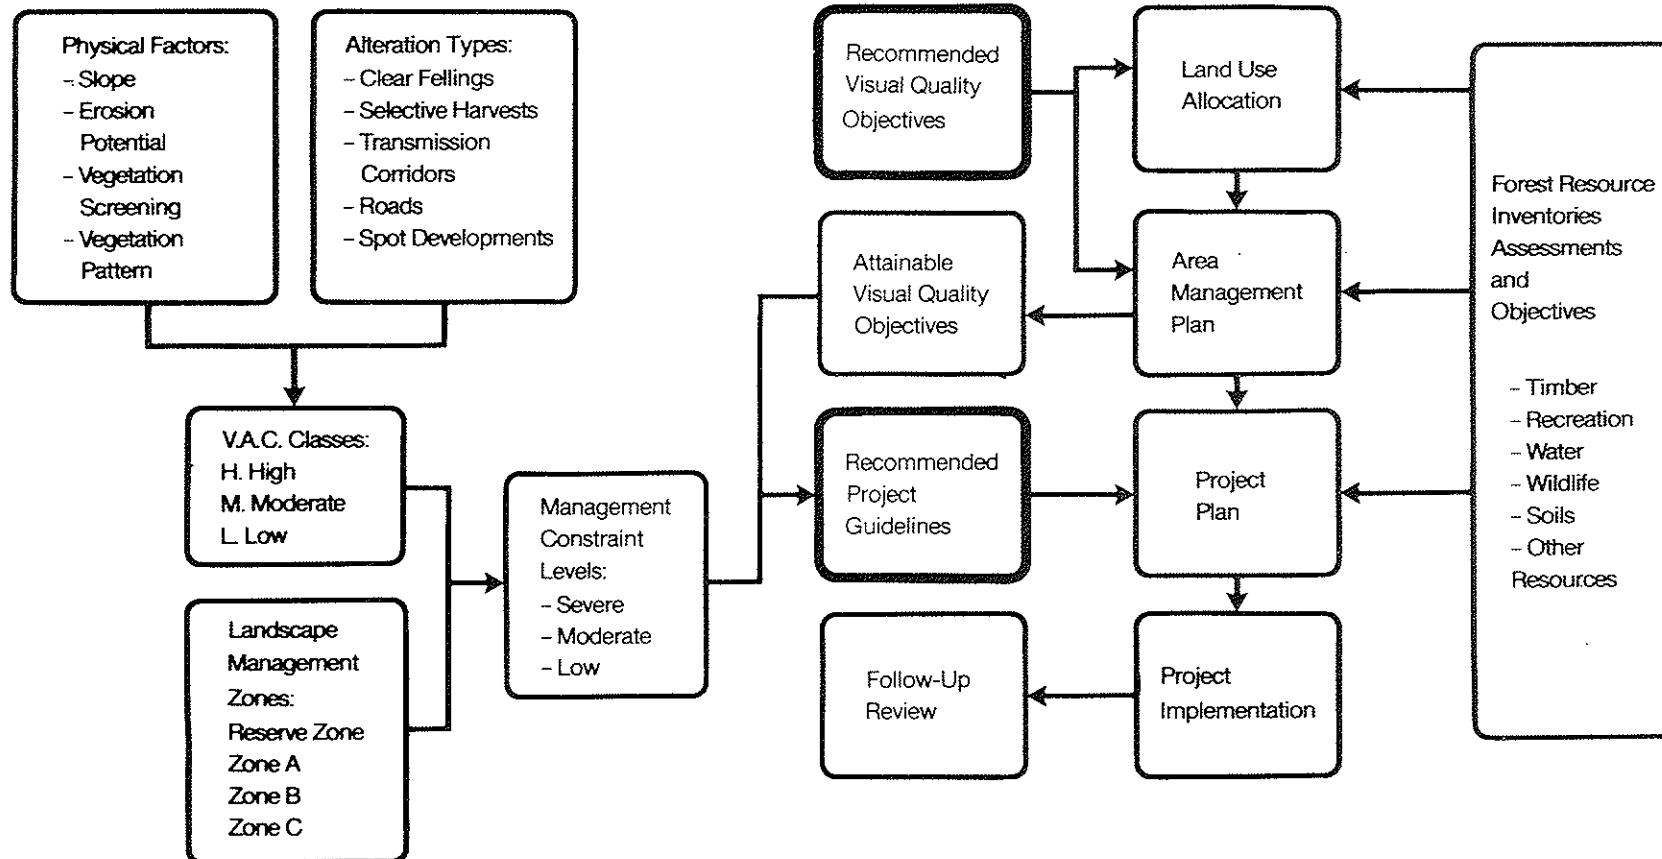 Physical Factors:
– Slope
– Erosion
Potential
– Vegetation
Screening
– Vegetation
Pattern
Alteration Types:
– Clear Fellings
– Selective Harvests
– Transmission
Corridors
– Roads
– Spot Developments
V.A.C. Classes:
H. High
M. Moderate
L. Low
Landscape
Management
Zones:
Reserve Zone
Zone A
Zone B
Zone C
Management
Constraint
Levels:
– Severe
– Moderate
– Low
Recommended
Visual Quality
Objectives
Attainable
Visual Quality
Objectives
Recommended
Project
Guidelines
Follow-Up
Review
Land Use
Allocation
Area
Management
Plan
Project
Plan
Project
Implementation
Forest Resource
Inventories
Assessments
and
Objectives
– Timber
– Recreation
– Water
– Wildlife
– Soils
– Other
Resources